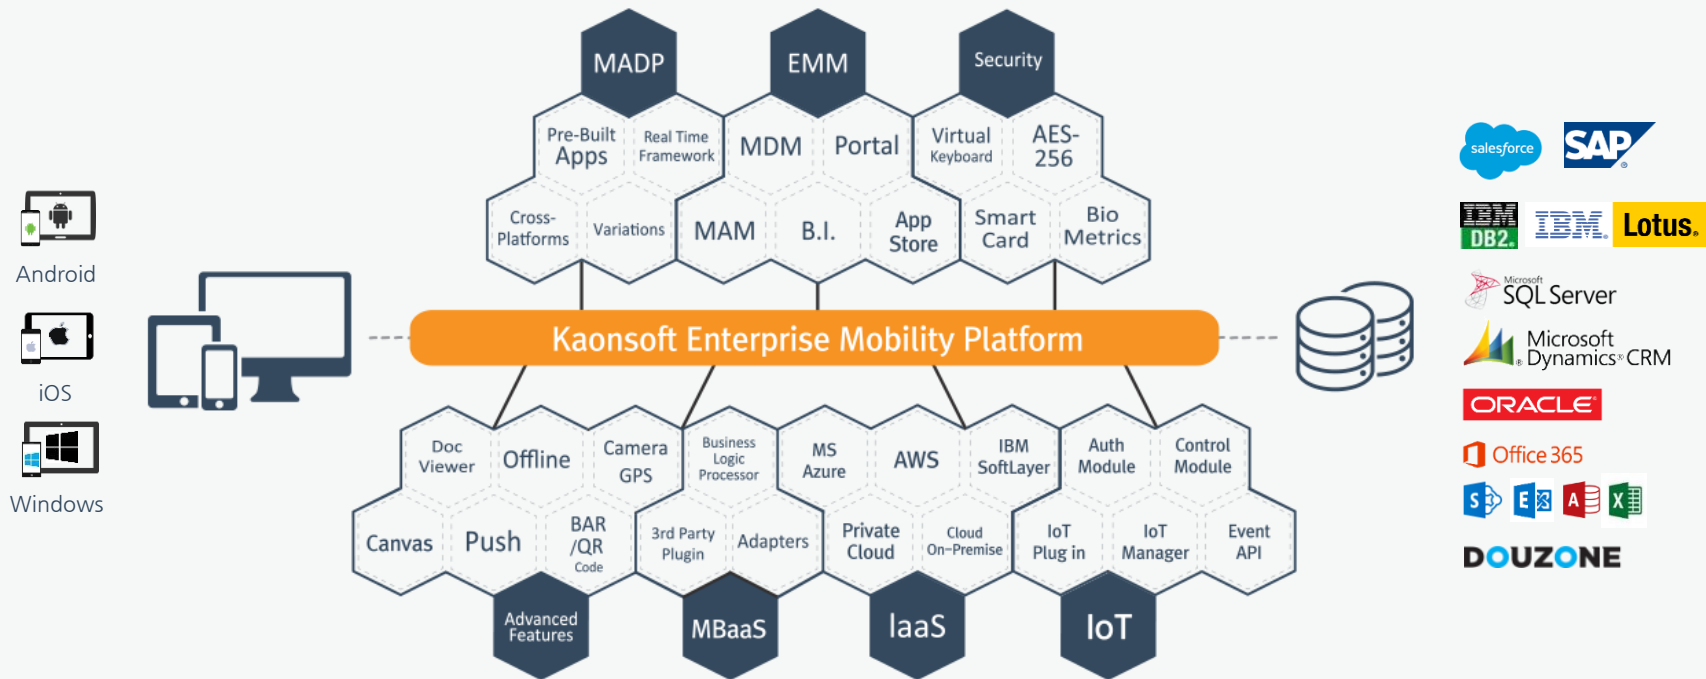 MADP
EMM
Security
Pre-Built
Apps
Real Time
Framework
MDM
Portal
Virtual
Keyboard
AES-
256
Cross-
Platforms
Variations
MAM
B.I.
App
Store
Smart
Card
Bio
Metrics
Android
iOS
Windows
Kaonsoft Enterprise Mobility Platform
Doc
Viewer
Offline
Camera
GPS
Business
Logic
Processor
MS
Azure
AWS
IBM
SoftLayer
Auth
Module
Control
Module
Canvas
Push
BAR
/QR
Code
3rd Party
Plugin
Adapters
Private
Cloud
Cloud
On-Premise
IoT
Plug in
IoT
Manager
Event
API
Advanced
Features
MBaaS
IaaS
IoT
salesforce
SAP®
IBM
DB2®
IBM®
Lotus®
Microsoft
SQL Server
Microsoft
® Dynamics® CRM
ORACLE®
Office 365
S
E
A
X
DOUZONE